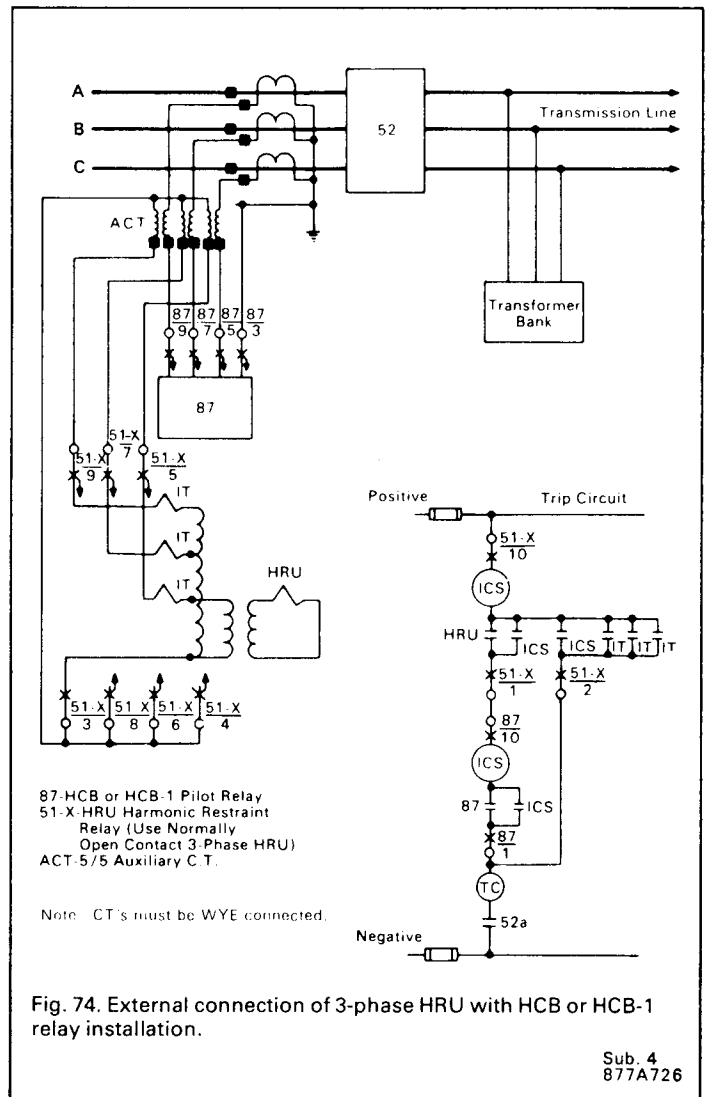 A
B
C
52
Transmission Line
ACT
Transformer
Bank
87
9
87
7
87
5
87
3
87
51-X
9
51-X
7
51-X
5
IT
IT
IT
HRU
51-X
3
51-X
8
51-X
6
51-X
4
Positive
Trip Circuit
51-X
10
ICS
HRU
ICS
ICS
IT
IT
IT
51-X
1
51-X
2
87
10
ICS
87
ICS
87
1
TC
52a
Negative
87-HCB or HCB-1 Pilot Relay
51-X-HRU Harmonic Restraint
Relay (Use Normally
Open Contact 3-Phase HRU)
ACT-5/5 Auxiliary C.T.
Note: CT's must be WYE connected.
Fig. 74. External connection of 3-phase HRU with HCB or HCB-1
relay installation.
Sub. 4
877A726